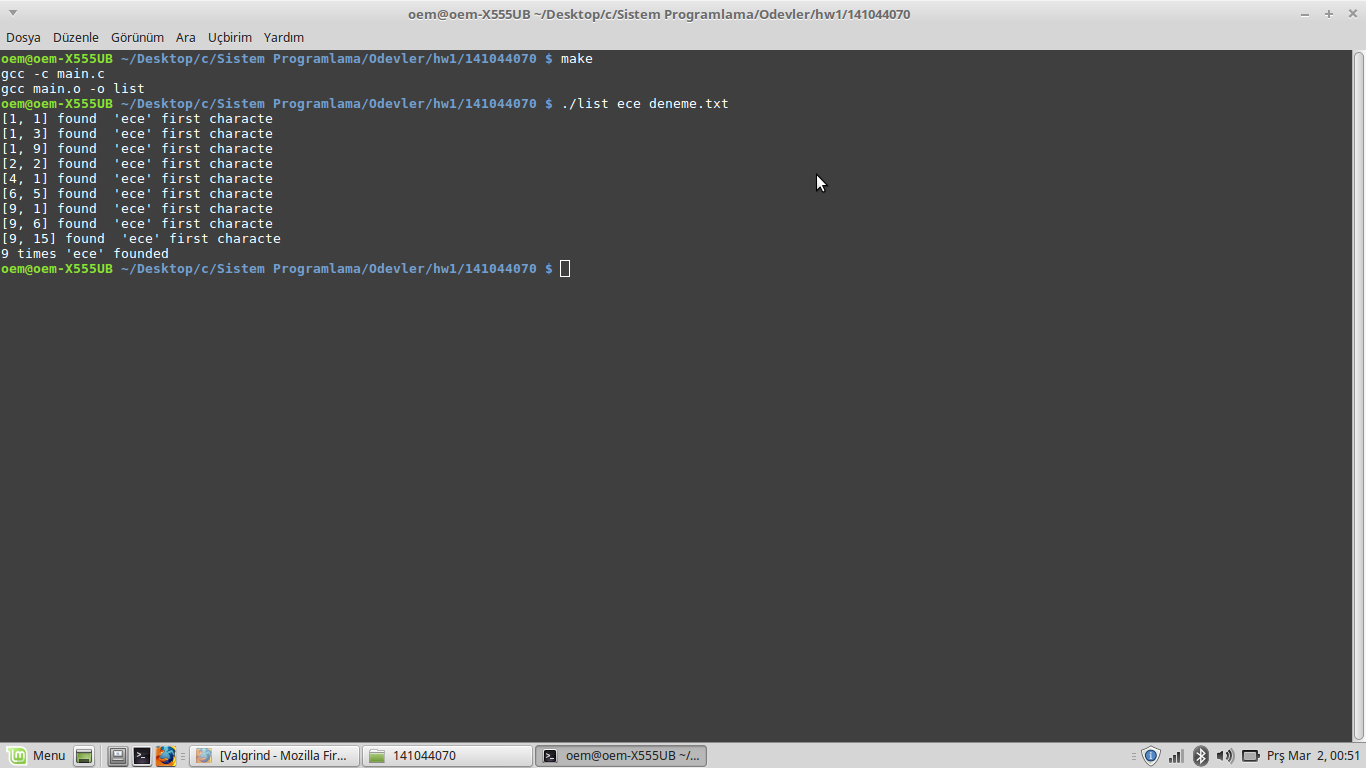 oem@oem-X555UB ~/Desktop/c/Sistem Programlama/Odevler/hw1/141044070
Dosya Düzenle Görünüm Ara Uçbirim Yardım
oem@oem-X555UB ~/Desktop/c/Sistem Programlama/Odevler/hw1/141044070 $ make
gcc -c main.c
gcc main.o -o list
oem@oem-X555UB ~/Desktop/c/Sistem Programlama/Odevler/hw1/141044070 $ ./list ece deneme.txt
[1, 1] found  'ece' first characte
[1, 3] found  'ece' first characte
[1, 9] found  'ece' first characte
[2, 2] found  'ece' first characte
[4, 1] found  'ece' first characte
[6, 5] found  'ece' first characte
[9, 1] found  'ece' first characte
[9, 6] found  'ece' first characte
[9, 15] found  'ece' first characte
9 times 'ece' founded
oem@oem-X555UB ~/Desktop/c/Sistem Programlama/Odevler/hw1/141044070 $
Menu [Valgrind - Mozilla Fir... 141044070 oem@oem-X555UB ~/... Prş Mar 2, 00:51